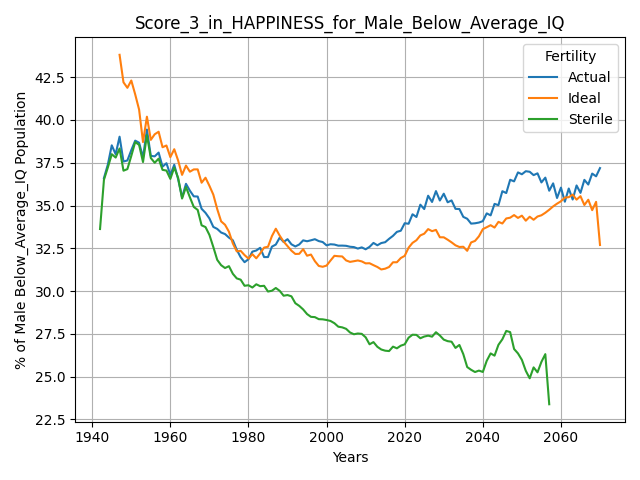 Score_3_in_HAPPINESS_for_Male_Below_Average_IQ
Fertility
Actual
Ideal
Sterile
% of Male Below_Average_IQ Population
42.5
40.0
37.5
35.0
32.5
30.0
27.5
25.0
22.5
1940 1960 1980 2000 2020 2040 2060
Years